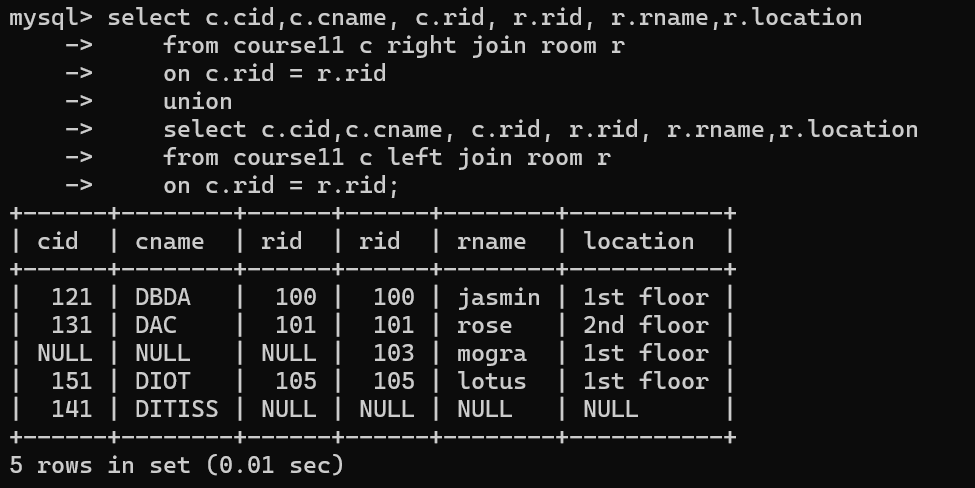 mysql> select c.cid,c.cname, c.rid, r.rid, r.rname,r.location
    ->     from course11 c right join room r
    ->     on c.rid = r.rid
    ->     union
    ->     select c.cid,c.cname, c.rid, r.rid, r.rname,r.location
    ->     from course11 c left join room r
    ->     on c.rid = r.rid;
+------+--------+------+------+--------+-----------+
| cid  | cname  | rid  | rid  | rname  | location  |
+------+--------+------+------+--------+-----------+
|  121 | DBDA   |  100 |  100 | jasmin | 1st floor |
|  131 | DAC    |  101 |  101 | rose   | 2nd floor |
| NULL | NULL   | NULL |  103 | mogra  | 1st floor |
|  151 | DIOT   |  105 |  105 | lotus  | 1st floor |
|  141 | DITISS | NULL | NULL | NULL   | NULL      |
+------+--------+------+------+--------+-----------+
5 rows in set (0.01 sec)